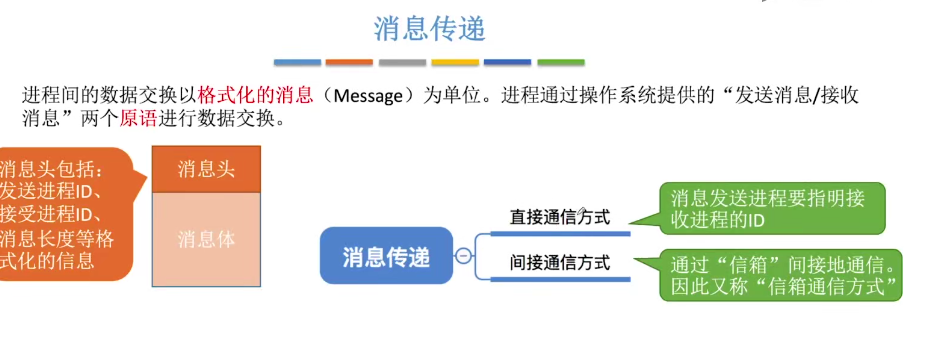 消息传递
进程间的数据交换以格式化的消息（Message）为单位。进程通过操作系统提供的“发送消息/接收
消息”两个原语进行数据交换。
消息头包括：
发送进程ID、
接受进程ID、
消息长度等格
式化的信息
消息头
消息体
消息传递
直接通信方式
消息发送进程要指明接
收进程的ID
间接通信方式
通过“信箱”间接地通信。
因此又称“信箱通信方式”